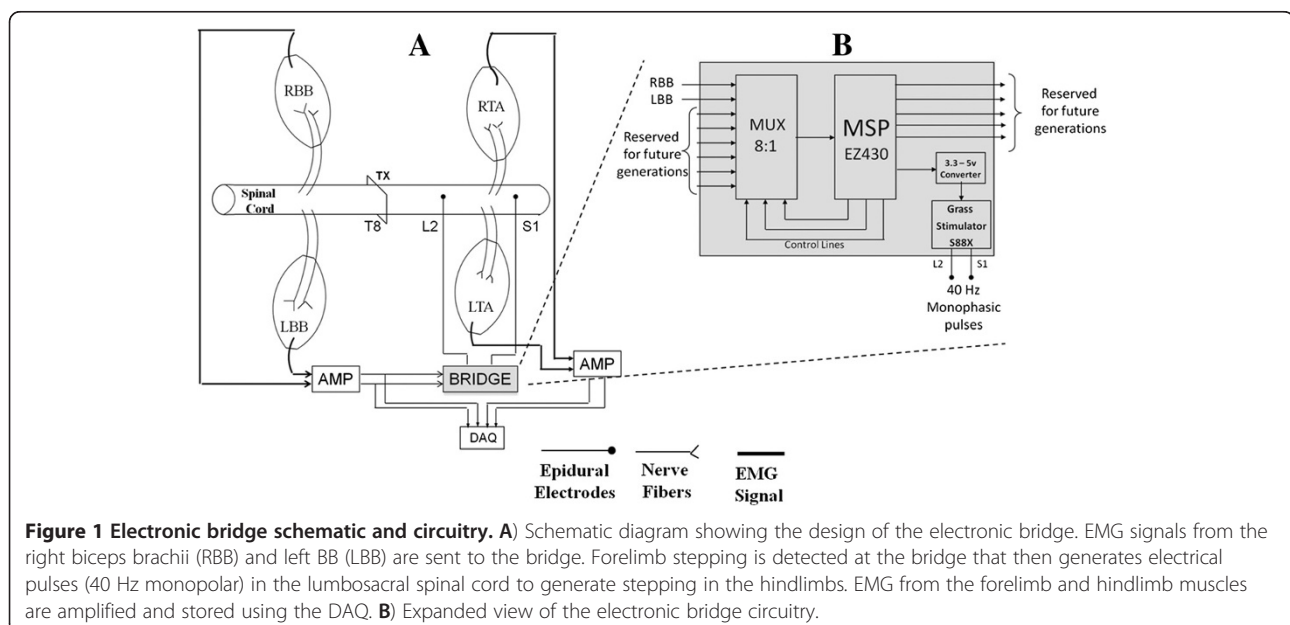 A
B
RBB
RTA
TX
Spinal
Cord
T8
L2
S1
LBB
LTA
AMP
BRIDGE
AMP
DAQ
Epidural
Electrodes
Nerve
Fibers
EMG
Signal
RBB
LBB
Reserved
for future
generations
MUX
8:1
MSP
EZ430
Reserved
for future
generations
3.3 – 5v
Converter
Grass
Stimulator
S88X
Control Lines
L2
S1
40 Hz
Monophasic
pulses
Figure 1 Electronic bridge schematic and circuitry. A) Schematic diagram showing the design of the electronic bridge. EMG signals from the
right biceps brachii (RBB) and left BB (LBB) are sent to the bridge. Forelimb stepping is detected at the bridge that then generates electrical
pulses (40 Hz monopolar) in the lumbosacral spinal cord to generate stepping in the hindlimbs. EMG from the forelimb and hindlimb muscles
are amplified and stored using the DAQ. B) Expanded view of the electronic bridge circuitry.